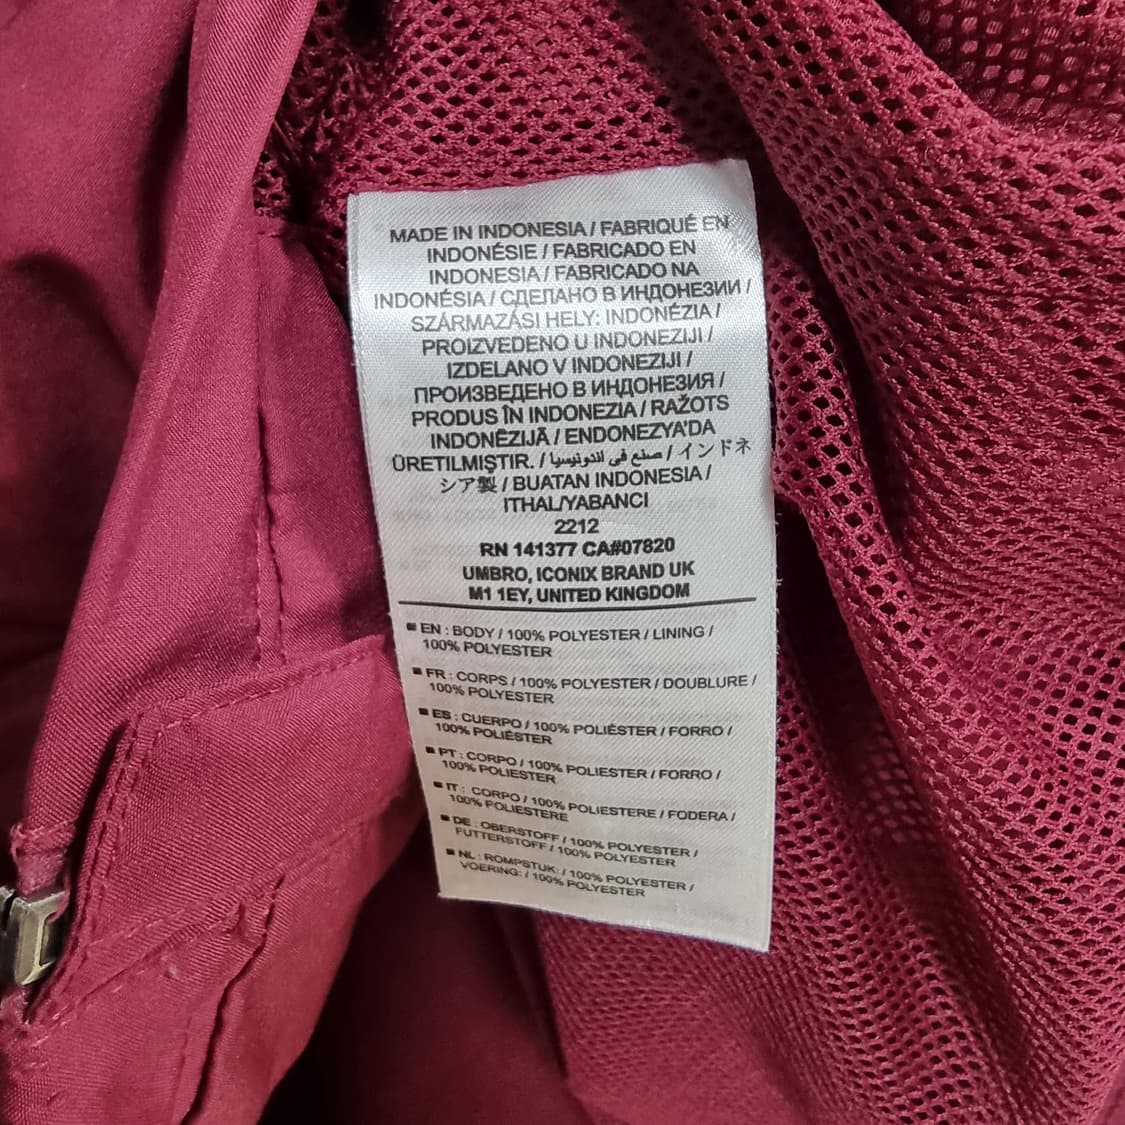 MADE IN INDONESIA / FABRIQUÉ EN
INDONÉSIE / FABRICADO EN
INDONESIA / FABRICADO NA
INDONÉSIA / СДЕЛАНО В ИНДОНЕЗИИ /
SZÁRMAZÁSI HELY: INDONÉZIA /
PROIZVEDENO U INDONEZIJI /
IZDELANO V INDONEZIJI /
ПРОИЗВЕДЕНО В ИНДОНЕЗИЯ /
PRODUS ÎN INDONEZIA / RAŽOTS
INDONĒZIJĀ / ENDONEZYA'DA
ÜRETILMIŞTIR. / صنع في اندونيسيا / インドネ
シア製 / BUATAN INDONESIA /
ITHAL/YABANCI
2212
RN 141377 CA#07820
UMBRO, ICONIX BRAND UK
M1 1EY, UNITED KINGDOM
■ EN : BODY / 100% POLYESTER / LINING /
100% POLYESTER
■ FR : CORPS / 100% POLYESTER / DOUBLURE /
100% POLYESTER
■ ES : CUERPO / 100% POLIÉSTER / FORRO /
100% POLIÉSTER
■ PT : CORPO / 100% POLIESTER / FORRO /
100% POLIESTER
■ IT : CORPO / 100% POLIESTERE / FODERA /
100% POLIESTERE
■ DE : OBERSTOFF / 100% POLYESTER /
FUTTERSTOFF / 100% POLYESTER
■ NL : ROMPSTUK: / 100% POLYESTER /
VOERING: / 100% POLYESTER